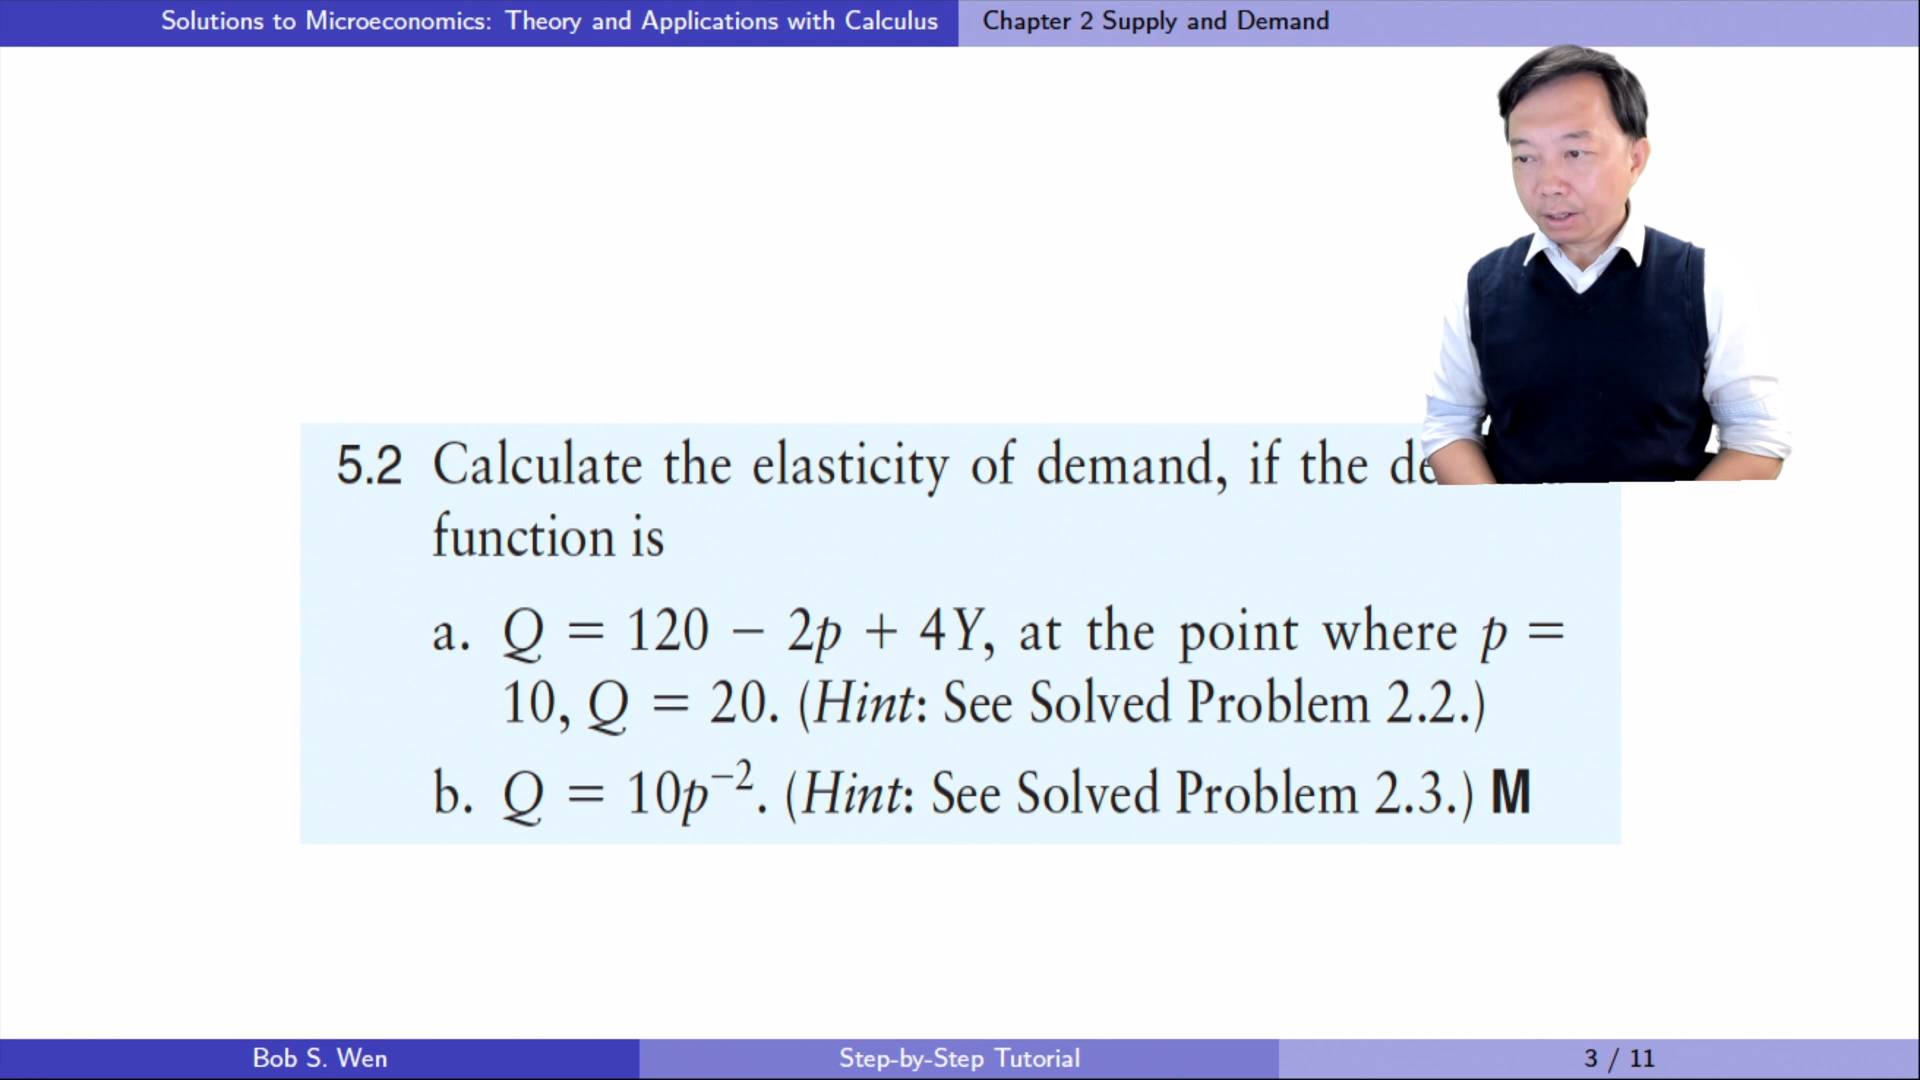 Solutions to Microeconomics: Theory and Applications with Calculus Chapter 2 Supply and Demand
5.2 Calculate the elasticity of demand, if the
function is
a. Q = 120 − 2p + 4Y, at the point where p =
10, Q = 20. (Hint: See Solved Problem 2.2.)
b. Q = 10p⁻². (Hint: See Solved Problem 2.3.) M
Bob S. Wen Step-by-Step Tutorial 3 / 11